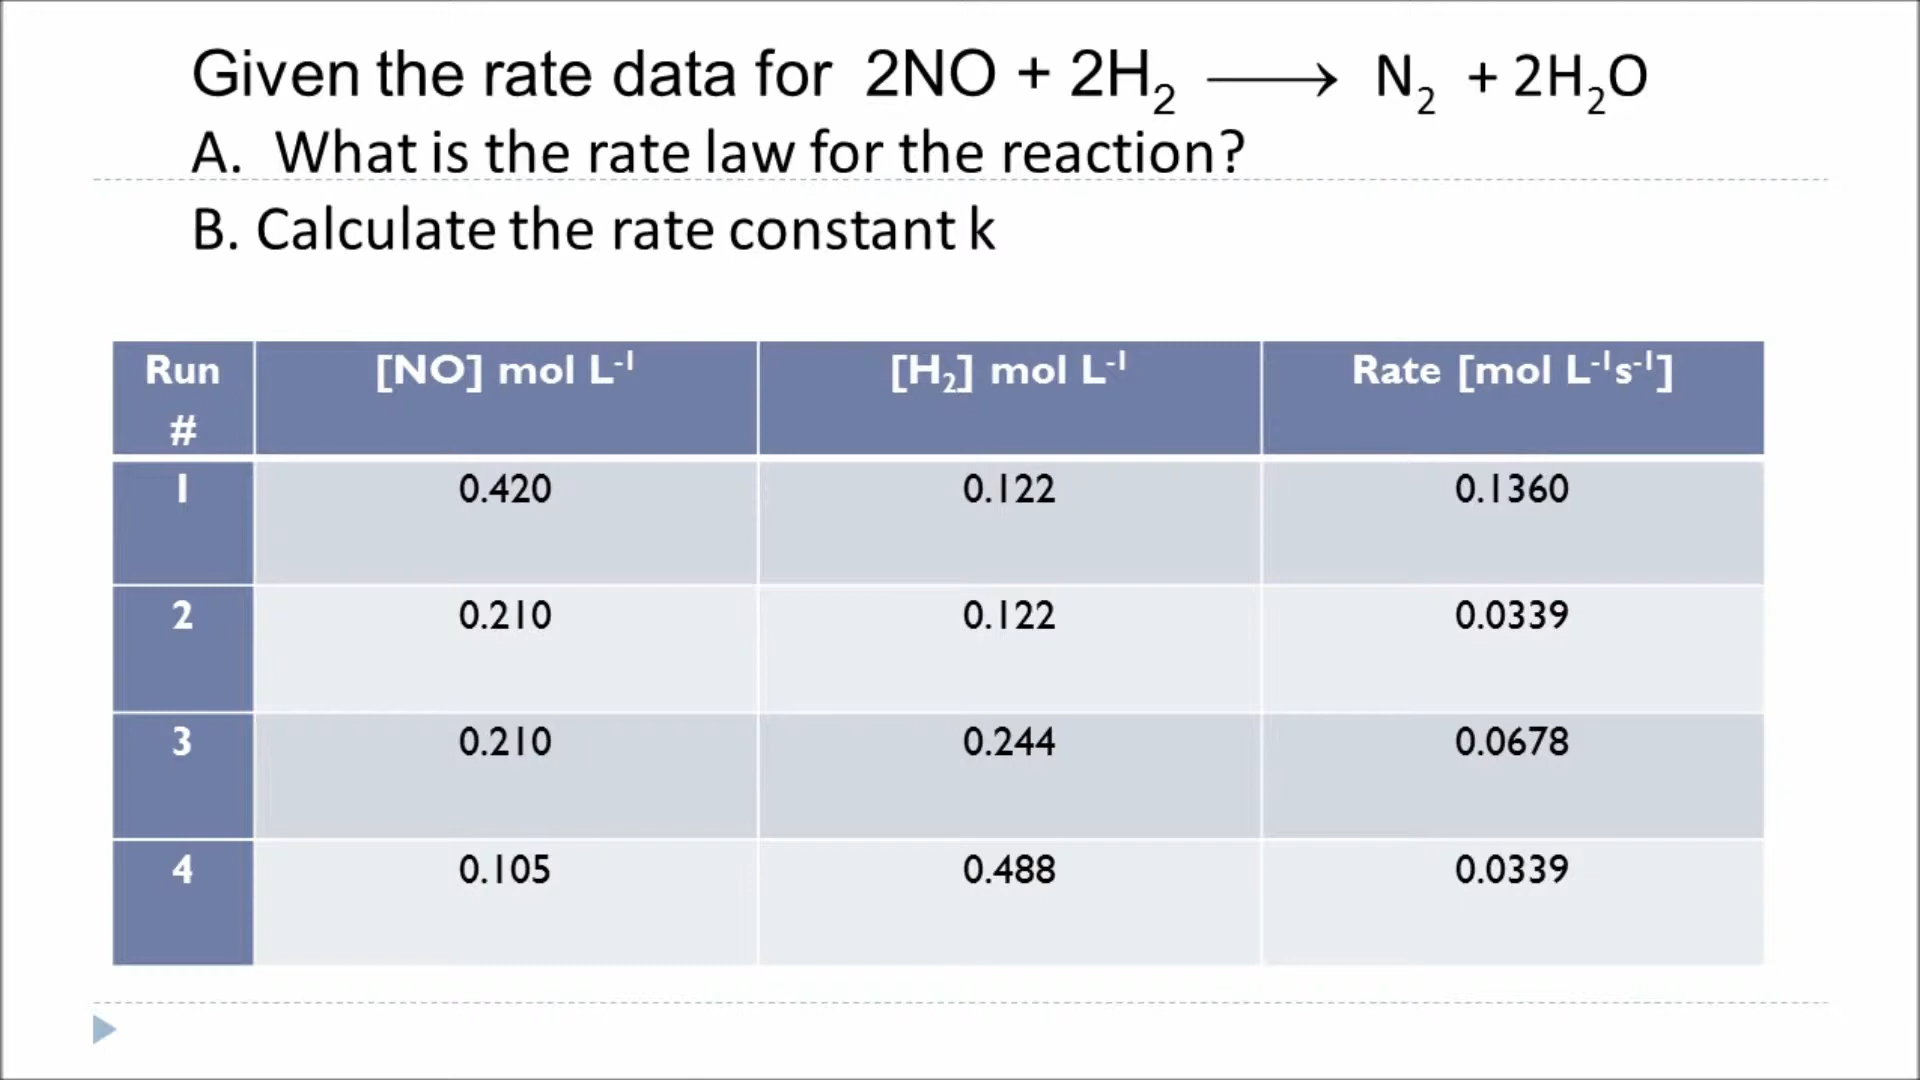 Given the rate data for 2NO + 2H₂ ⟶ N₂ + 2H₂O
A. What is the rate law for the reaction?
B. Calculate the rate constant k
Run # [NO] mol L⁻¹ [H₂] mol L⁻¹ Rate [mol L⁻¹s⁻¹]
1 0.420 0.122 0.1360
2 0.210 0.122 0.0339
3 0.210 0.244 0.0678
4 0.105 0.488 0.0339